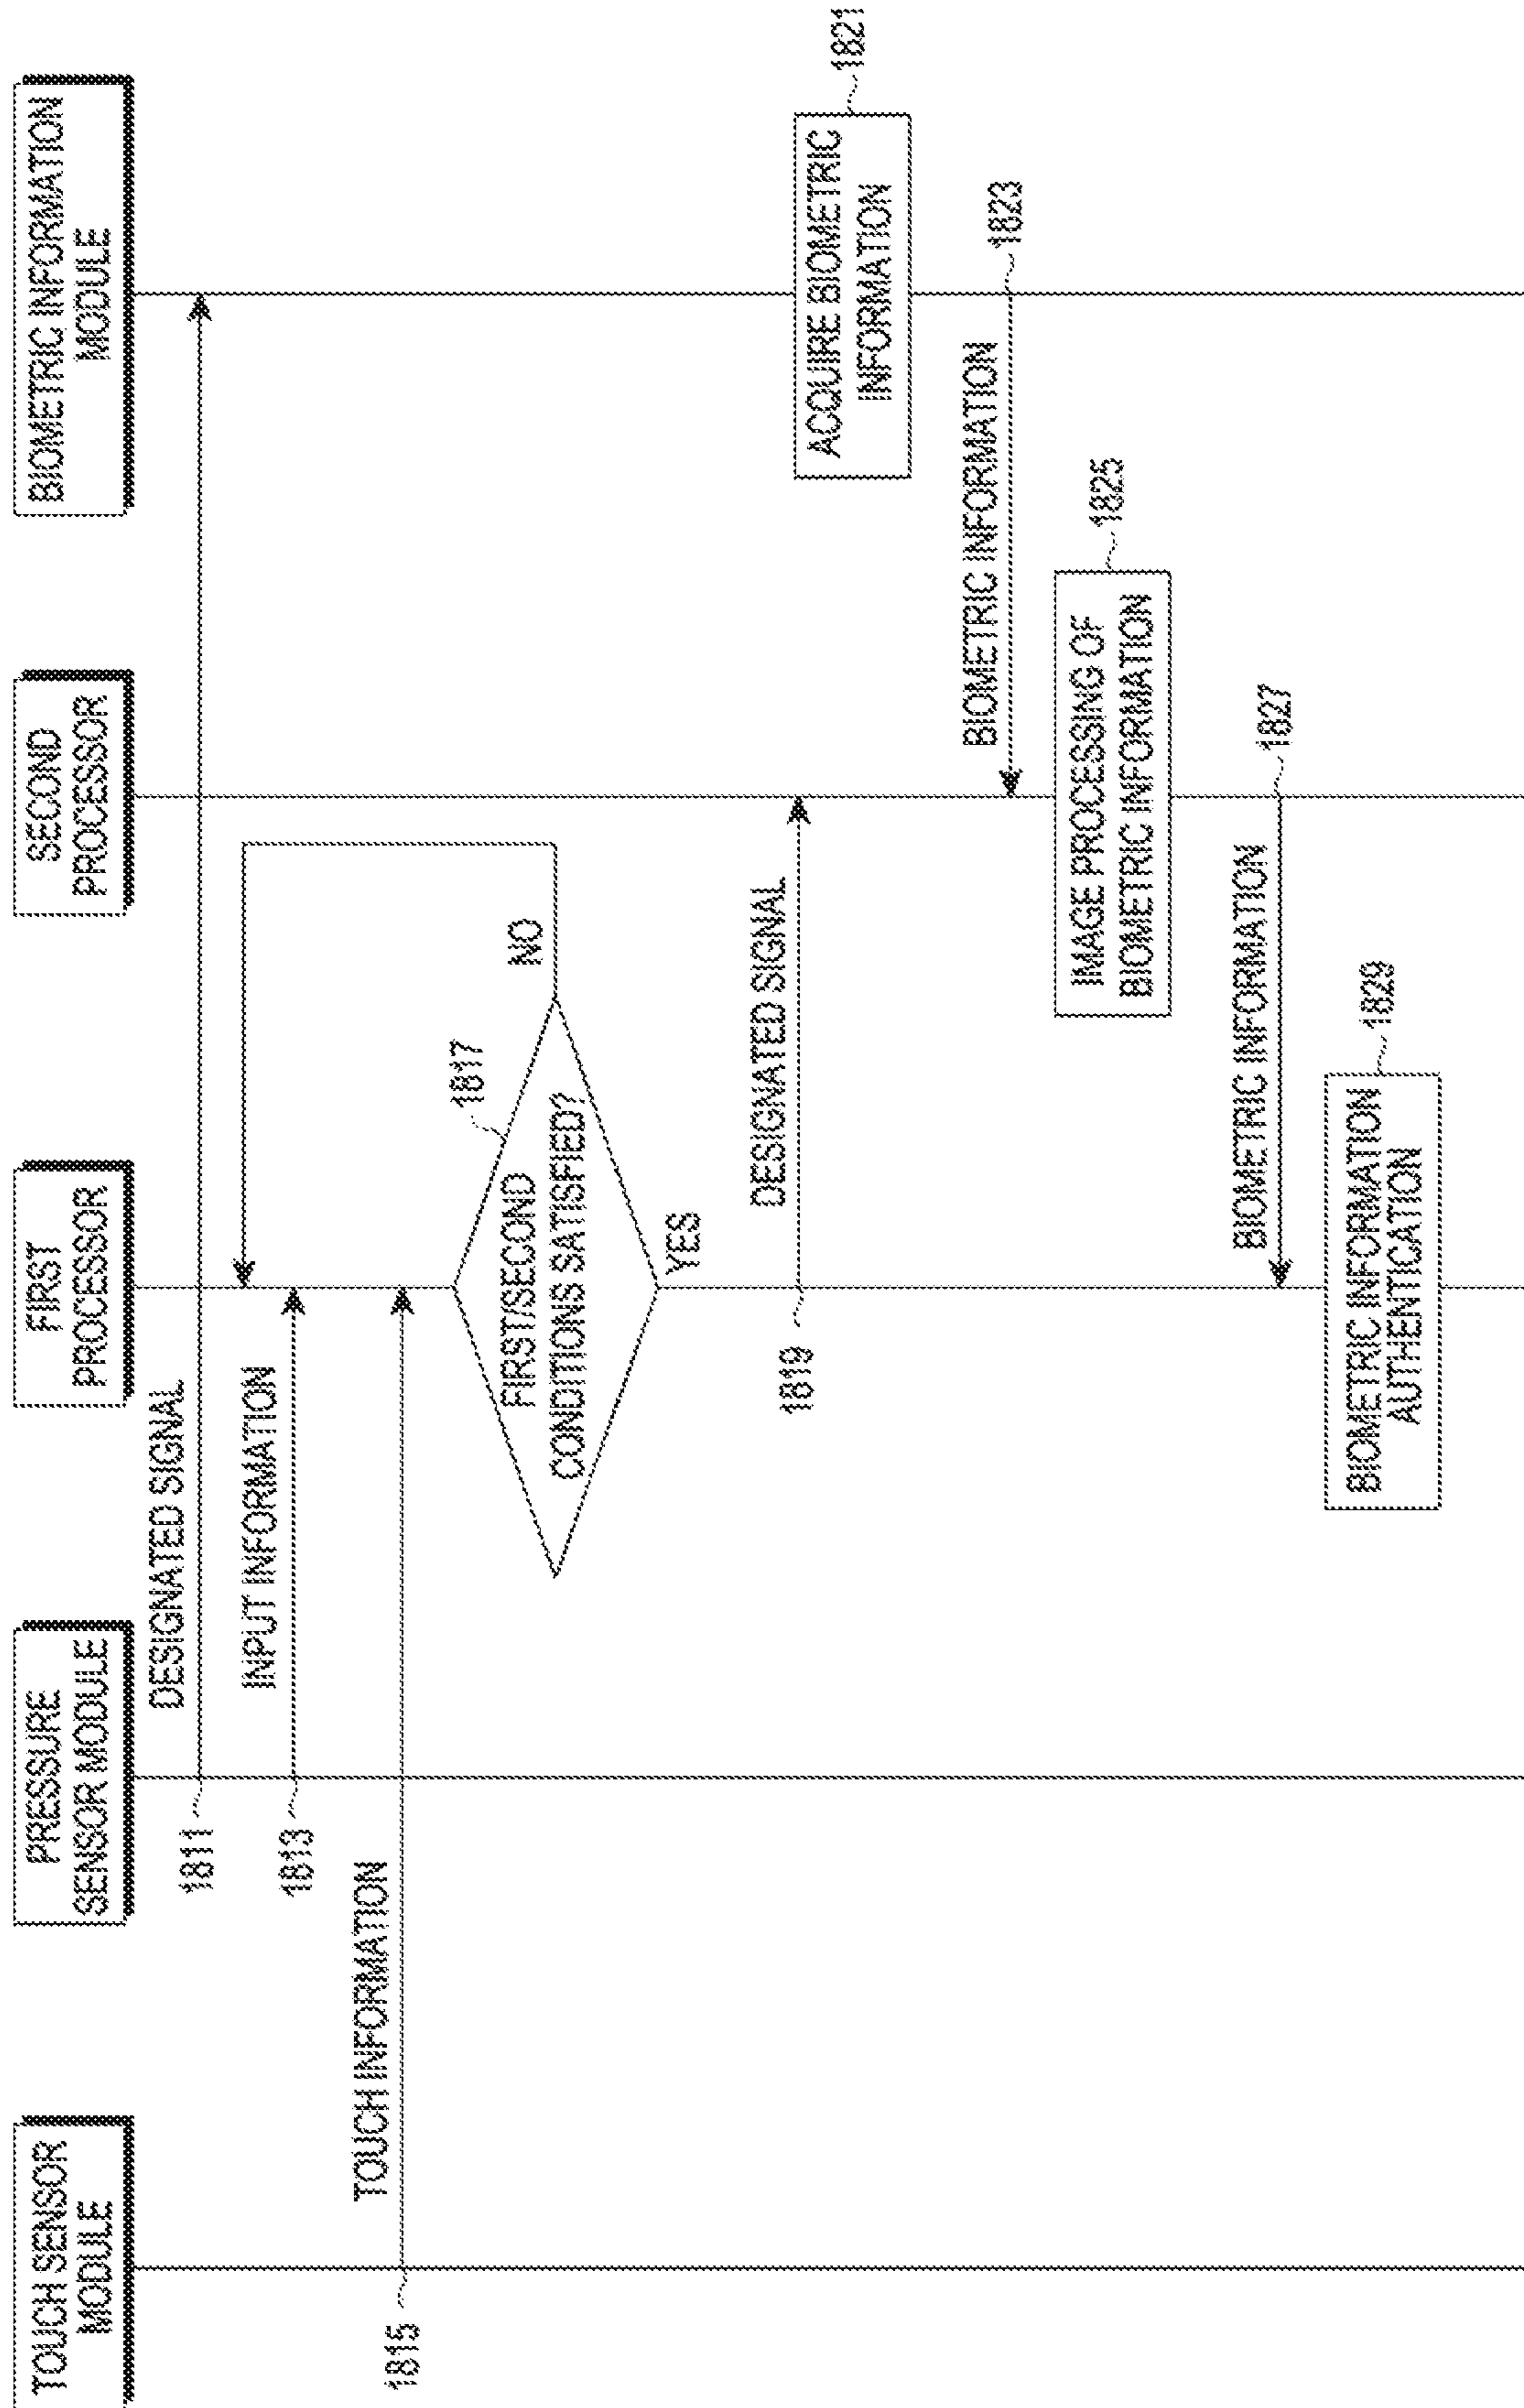 TOUCH SENSOR
MODULE
PRESSURE
SENSOR MODULE
FIRST
PROCESSOR
SECOND
PROCESSOR
BIOMETRIC INFORMATION
MODULE
DESIGNATED SIGNAL
1811
INPUT INFORMATION
1813
TOUCH INFORMATION
1815
1817
FIRST/SECOND
CONDITIONS SATISFIED?
NO
YES
DESIGNATED SIGNAL
1819
1821
ACQUIRE BIOMETRIC
INFORMATION
BIOMETRIC INFORMATION
1823
1825
IMAGE PROCESSING OF
BIOMETRIC INFORMATION
BIOMETRIC INFORMATION
1827
1829
BIOMETRIC INFORMATION
AUTHENTICATION